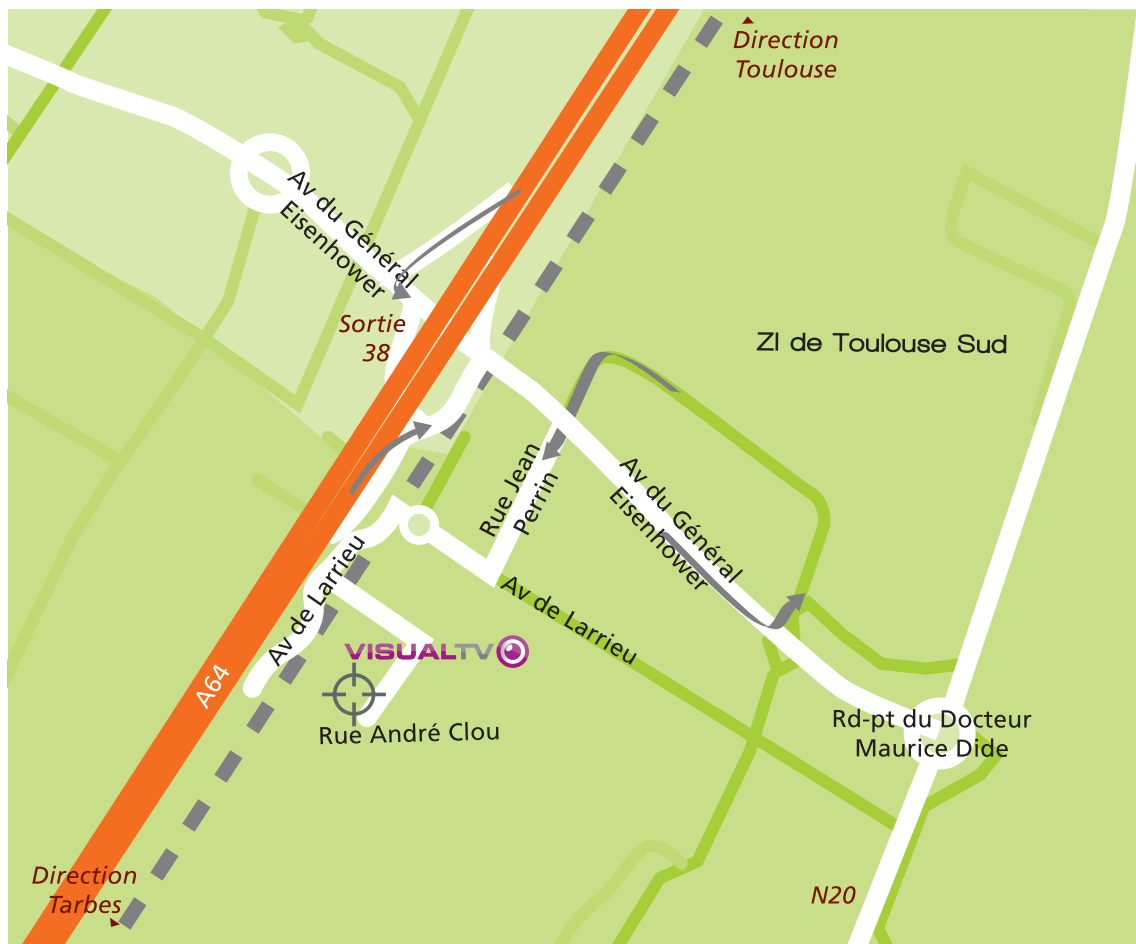 Direction
Toulouse
Av du Général
Eisenhower
Sortie
38
ZI de Toulouse Sud
Rue Jean
Perrin
Av du Général
Eisenhower
Av de Larrieu
Av de Larrieu
VISUALTV
A64
Rue André Clou
Rd-pt du Docteur
Maurice Dide
Direction
Tarbes
N20